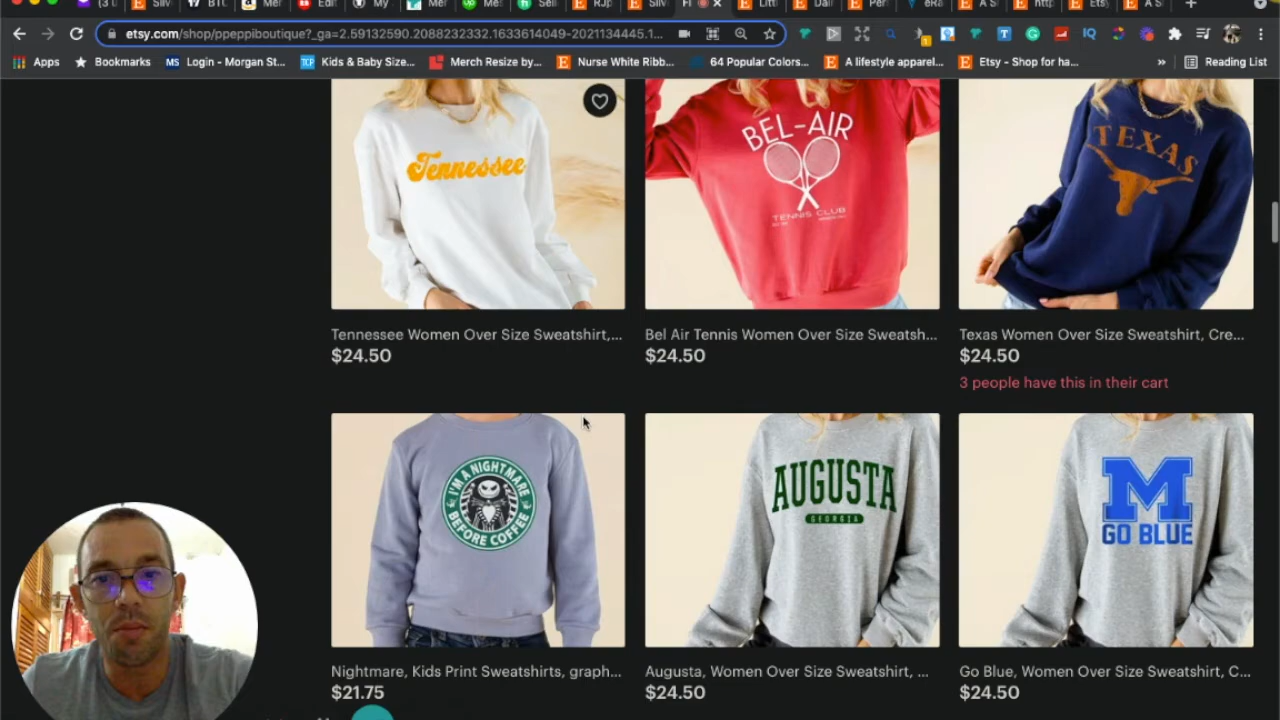 etsy.com/shop/ppeppiboutique?_ga=2.59132590.2088232332.1633614049-2021134445.1...
Apps
Bookmarks
Login - Morgan St...
Kids & Baby Size...
Merch Resize by...
Nurse White Ribb...
64 Popular Colors...
A lifestyle apparel...
Etsy - Shop for ha...
»
Reading List
Tennessee
BEL-AIR
TENNIS CLUB
TEXAS
Tennessee Women Over Size Sweatshirt,...
Bel Air Tennis Women Over Size Sweatsh...
Texas Women Over Size Sweatshirt, Cre...
$24.50
$24.50
$24.50
3 people have this in their cart
I'M A NIGHTMARE
BEFORE COFFEE
AUGUSTA
GEORGIA
M
GO BLUE
Nightmare, Kids Print Sweatshirts, graph...
Augusta, Women Over Size Sweatshirt, ...
Go Blue, Women Over Size Sweatshirt, C...
$21.75
$24.50
$24.50